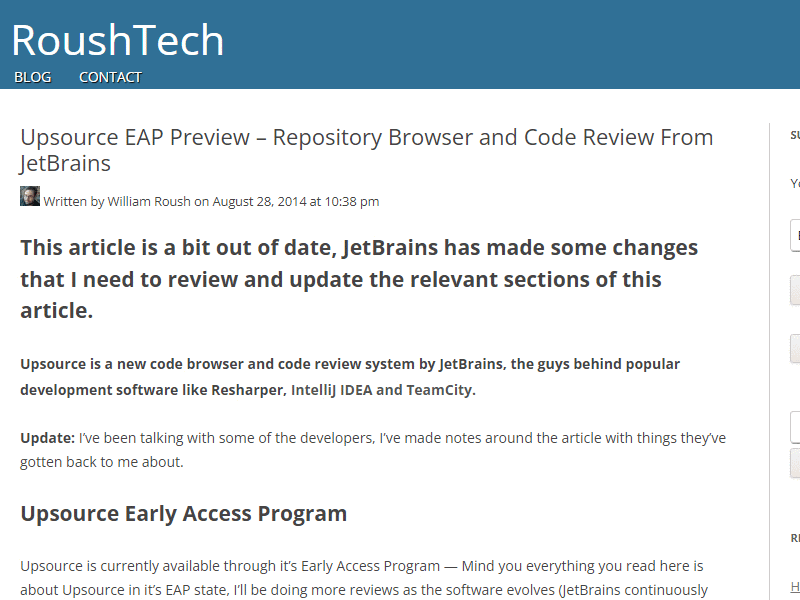 RoushTech
BLOG CONTACT
Upsource EAP Preview – Repository Browser and Code Review From
JetBrains
Written by William Roush on August 28, 2014 at 10:38 pm
This article is a bit out of date, JetBrains has made some changes
that I need to review and update the relevant sections of this
article.
Upsource is a new code browser and code review system by JetBrains, the guys behind popular
development software like Resharper, IntelliJ IDEA and TeamCity.
Update: I've been talking with some of the developers, I've made notes around the article with things they've
gotten back to me about.
Upsource Early Access Program
Upsource is currently available through it's Early Access Program — Mind you everything you read here is
about Upsource in it's EAP state, I'll be doing more reviews as the software evolves (JetBrains continuously